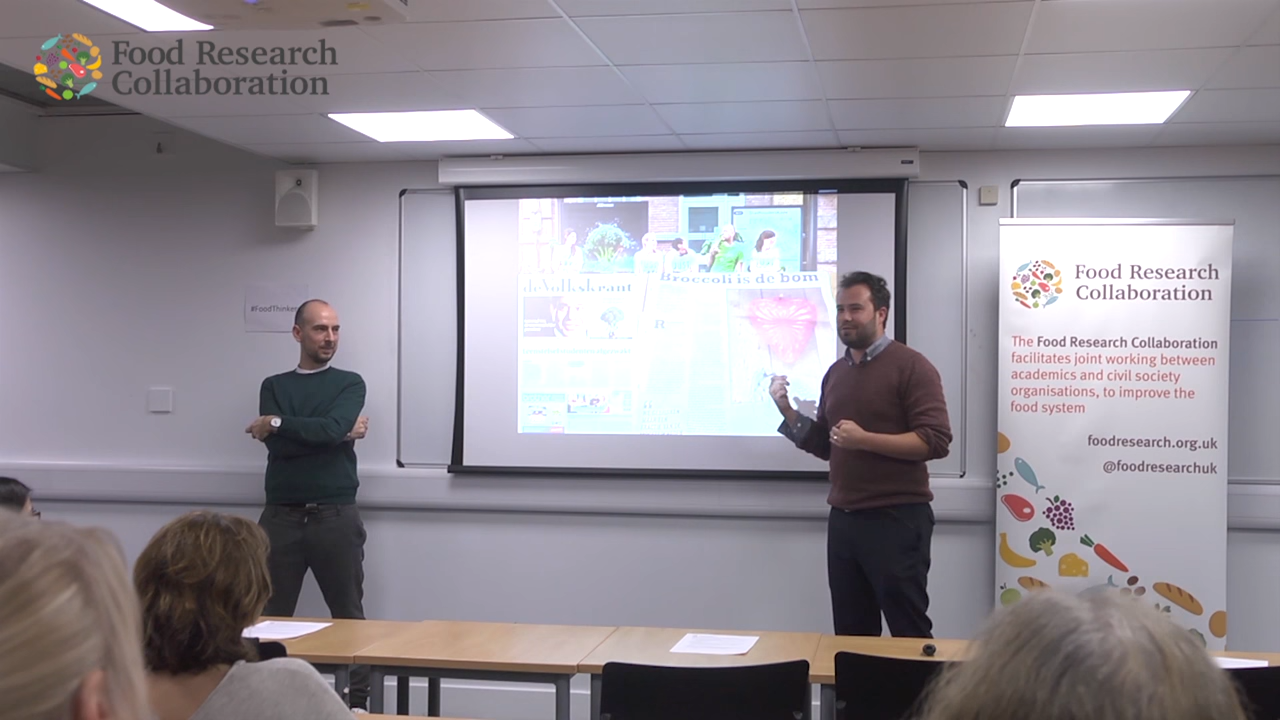 Food Research
Collaboration
#FoodThinker
deVolkskrant
Broccoli is de bom
Food Research
Collaboration
The Food Research Collaboration
facilitates joint working between
academics and civil society
organisations, to improve the
food system
foodresearch.org.uk
@foodresearchuk